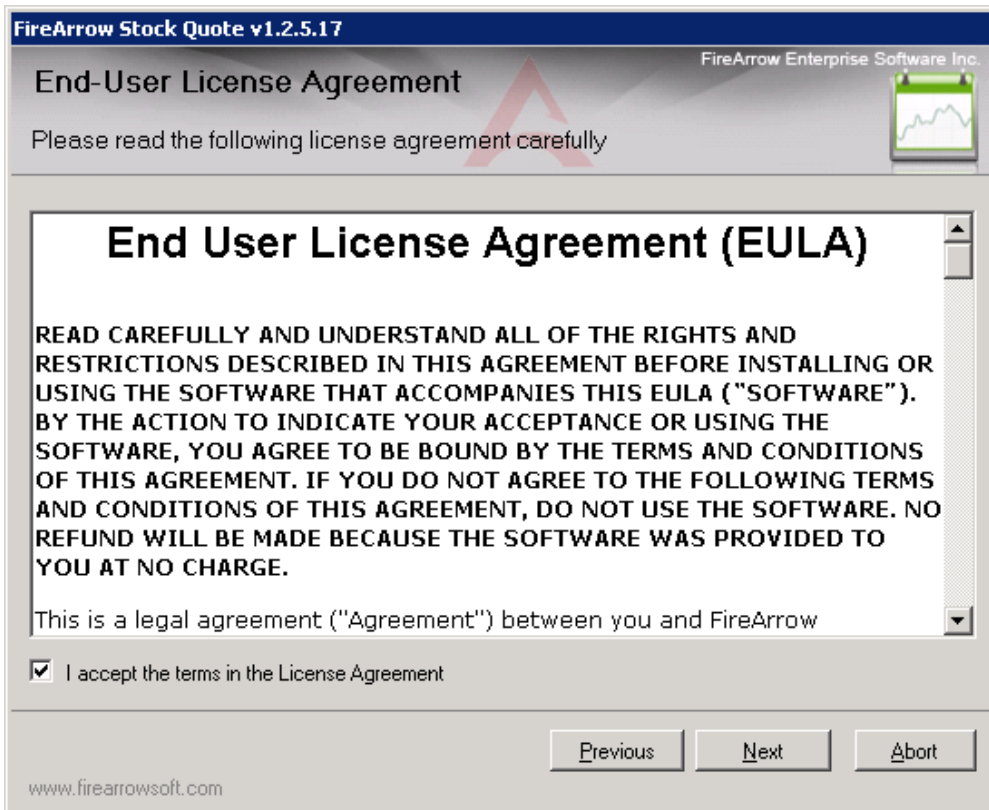 FireArrow Stock Quote v1.2.5.17
FireArrow Enterprise Software Inc.
End-User License Agreement
Please read the following license agreement carefully
End User License Agreement (EULA)
READ CAREFULLY AND UNDERSTAND ALL OF THE RIGHTS AND
RESTRICTIONS DESCRIBED IN THIS AGREEMENT BEFORE INSTALLING OR
USING THE SOFTWARE THAT ACCOMPANIES THIS EULA (“SOFTWARE”).
BY THE ACTION TO INDICATE YOUR ACCEPTANCE OR USING THE
SOFTWARE, YOU AGREE TO BE BOUND BY THE TERMS AND CONDITIONS
OF THIS AGREEMENT. IF YOU DO NOT AGREE TO THE FOLLOWING TERMS
AND CONDITIONS OF THIS AGREEMENT, DO NOT USE THE SOFTWARE. NO
REFUND WILL BE MADE BECAUSE THE SOFTWARE WAS PROVIDED TO
YOU AT NO CHARGE.
This is a legal agreement ("Agreement") between you and FireArrow
I accept the terms in the License Agreement
Previous Next Abort
www.firearrowsoft.com